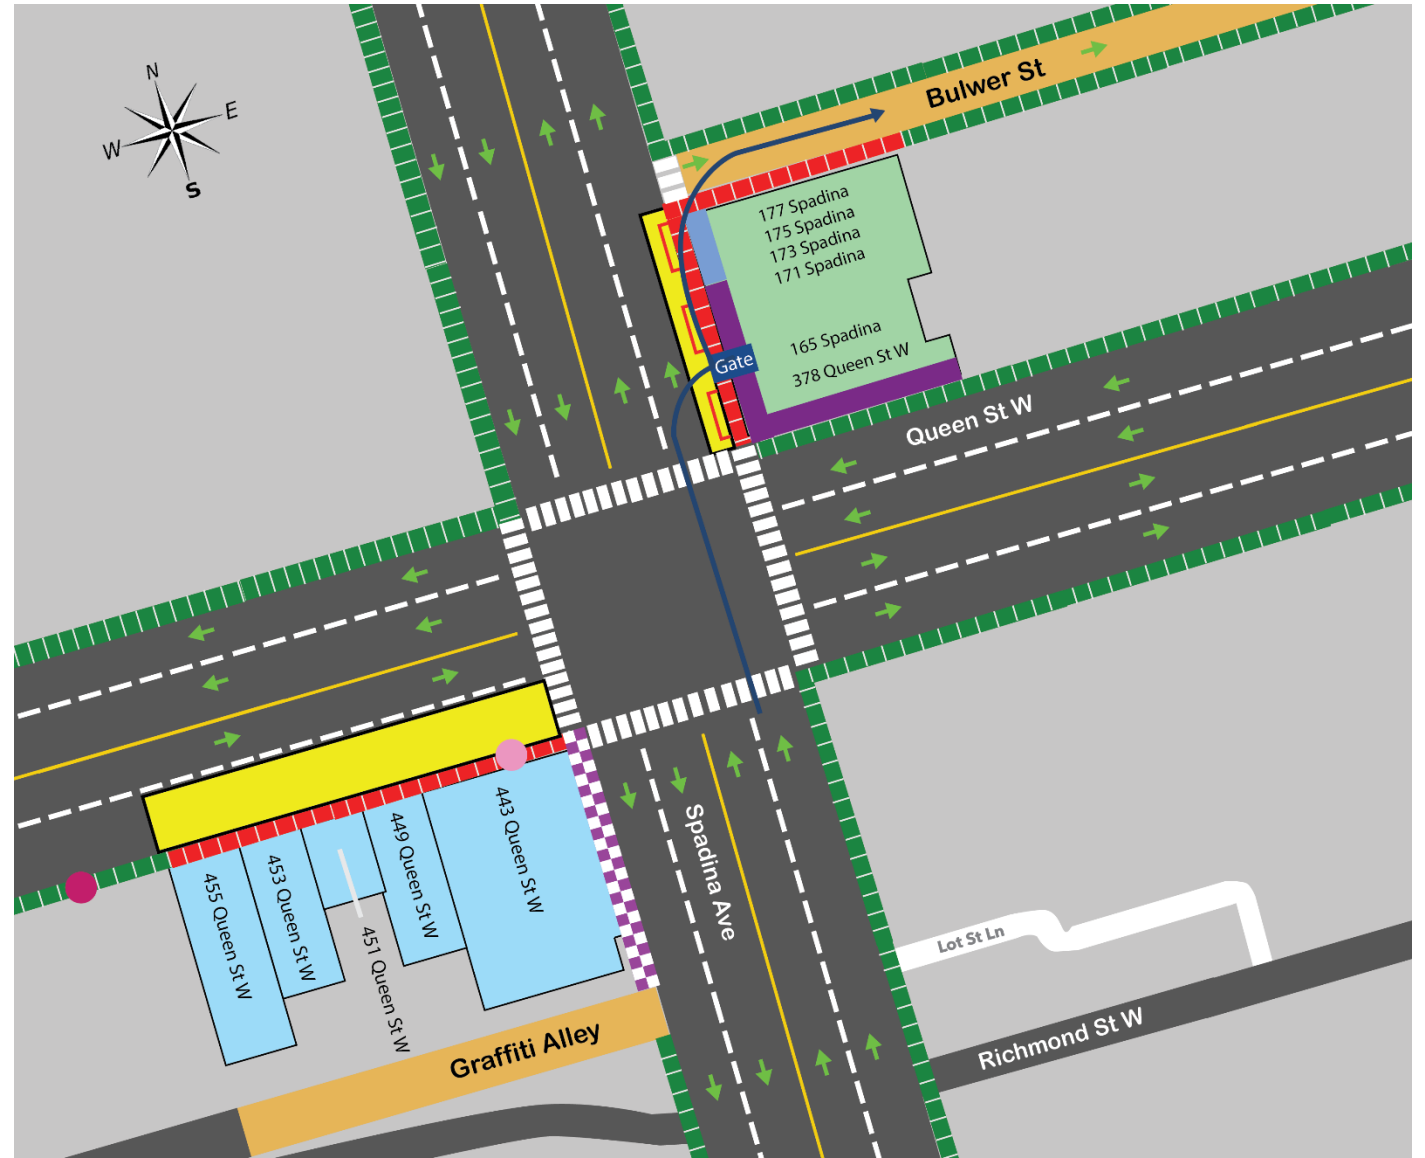 N
E
W
S
Bulwer St
177 Spadina
175 Spadina
173 Spadina
171 Spadina
165 Spadina
378 Queen St W
Gate
Queen St W
455 Queen St W
453 Queen St W
451 Queen St W
449 Queen St W
443 Queen St W
Spadina Ave
Lot St Ln
Richmond St W
Graffiti Alley